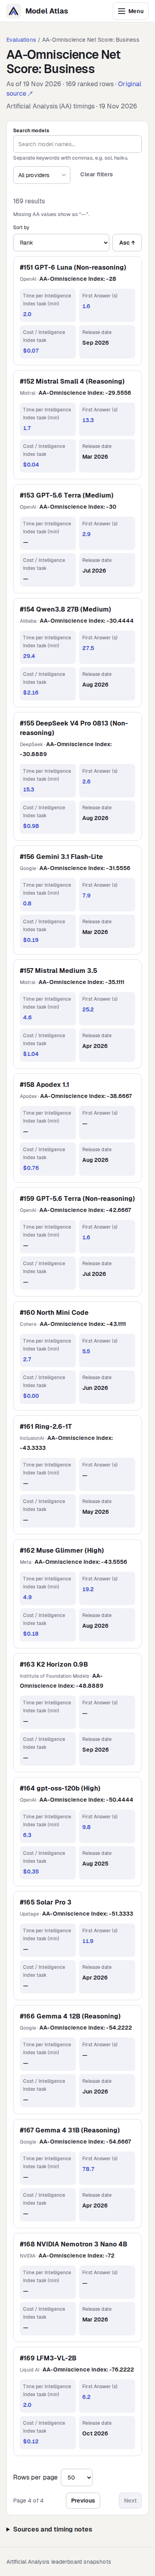 Model Atlas
Menu
Evaluations / AA-Omniscience Net Score: Business
AA-Omniscience Net
Score: Business
As of 19 Nov 2026 · 169 ranked rows · Original
source ↗
Artificial Analysis (AA) timings · 19 Nov 2026
Search models
Search model names...
Separate keywords with commas, e.g. sol, haiku.
All providers
Clear filters
169 results
Missing AA values show as "—".
Sort by
Rank
Asc ↑
#151 GPT-6 Luna (Non-reasoning)
OpenAI · AA-Omniscience Index: -28
Time per Intelligence
Index task (min)
2.0
First Answer (s)
1.6
Cost / Intelligence
Index task
$0.07
Release date
Sep 2026
#152 Mistral Small 4 (Reasoning)
Mistral · AA-Omniscience Index: -29.5556
Time per Intelligence
Index task (min)
1.7
First Answer (s)
13.3
Cost / Intelligence
Index task
$0.04
Release date
Mar 2026
#153 GPT-5.6 Terra (Medium)
OpenAI · AA-Omniscience Index: -30
Time per Intelligence
Index task (min)
—
First Answer (s)
2.9
Cost / Intelligence
Index task
—
Release date
Jul 2026
#154 Qwen3.8 27B (Medium)
Alibaba · AA-Omniscience Index: -30.4444
Time per Intelligence
Index task (min)
29.4
First Answer (s)
27.5
Cost / Intelligence
Index task
$2.16
Release date
Aug 2026
#155 DeepSeek V4 Pro 0813 (Non-
reasoning)
DeepSeek · AA-Omniscience Index:
-30.8889
Time per Intelligence
Index task (min)
15.3
First Answer (s)
2.6
Cost / Intelligence
Index task
$0.98
Release date
Aug 2026
#156 Gemini 3.1 Flash-Lite
Google · AA-Omniscience Index: -31.5556
Time per Intelligence
Index task (min)
0.8
First Answer (s)
7.9
Cost / Intelligence
Index task
$0.19
Release date
Mar 2026
#157 Mistral Medium 3.5
Mistral · AA-Omniscience Index: -35.1111
Time per Intelligence
Index task (min)
4.6
First Answer (s)
25.2
Cost / Intelligence
Index task
$1.04
Release date
Apr 2026
#158 Apodex 1.1
Apodex · AA-Omniscience Index: -38.6667
Time per Intelligence
Index task (min)
—
First Answer (s)
—
Cost / Intelligence
Index task
$0.76
Release date
Aug 2026
#159 GPT-5.6 Terra (Non-reasoning)
OpenAI · AA-Omniscience Index: -42.6667
Time per Intelligence
Index task (min)
—
First Answer (s)
1.6
Cost / Intelligence
Index task
—
Release date
Jul 2026
#160 North Mini Code
Cohere · AA-Omniscience Index: -43.1111
Time per Intelligence
Index task (min)
2.7
First Answer (s)
5.5
Cost / Intelligence
Index task
$0.00
Release date
Jun 2026
#161 Ring-2.6-1T
InclusionAI · AA-Omniscience Index:
-43.3333
Time per Intelligence
Index task (min)
—
First Answer (s)
—
Cost / Intelligence
Index task
—
Release date
May 2026
#162 Muse Glimmer (High)
Meta · AA-Omniscience Index: -43.5556
Time per Intelligence
Index task (min)
4.9
First Answer (s)
19.2
Cost / Intelligence
Index task
$0.18
Release date
Aug 2026
#163 K2 Horizon 0.9B
Institute of Foundation Models · AA-
Omniscience Index: -48.8889
Time per Intelligence
Index task (min)
—
First Answer (s)
—
Cost / Intelligence
Index task
—
Release date
Sep 2026
#164 gpt-oss-120b (High)
OpenAI · AA-Omniscience Index: -50.4444
Time per Intelligence
Index task (min)
6.3
First Answer (s)
9.8
Cost / Intelligence
Index task
$0.35
Release date
Aug 2025
#165 Solar Pro 3
Upstage · AA-Omniscience Index: -51.3333
Time per Intelligence
Index task (min)
—
First Answer (s)
11.9
Cost / Intelligence
Index task
—
Release date
Apr 2026
#166 Gemma 4 12B (Reasoning)
Google · AA-Omniscience Index: -54.2222
Time per Intelligence
Index task (min)
—
First Answer (s)
—
Cost / Intelligence
Index task
—
Release date
Jun 2026
#167 Gemma 4 31B (Reasoning)
Google · AA-Omniscience Index: -54.6667
Time per Intelligence
Index task (min)
—
First Answer (s)
78.7
Cost / Intelligence
Index task
—
Release date
Apr 2026
#168 NVIDIA Nemotron 3 Nano 4B
NVIDIA · AA-Omniscience Index: -72
Time per Intelligence
Index task (min)
—
First Answer (s)
—
Cost / Intelligence
Index task
—
Release date
Mar 2026
#169 LFM3-VL-2B
Liquid AI · AA-Omniscience Index: -76.2222
Time per Intelligence
Index task (min)
2.0
First Answer (s)
6.2
Cost / Intelligence
Index task
$0.12
Release date
Oct 2026
Rows per page
50
Page 4 of 4
Previous
Next
Sources and timing notes
Artificial Analysis leaderboard snapshots